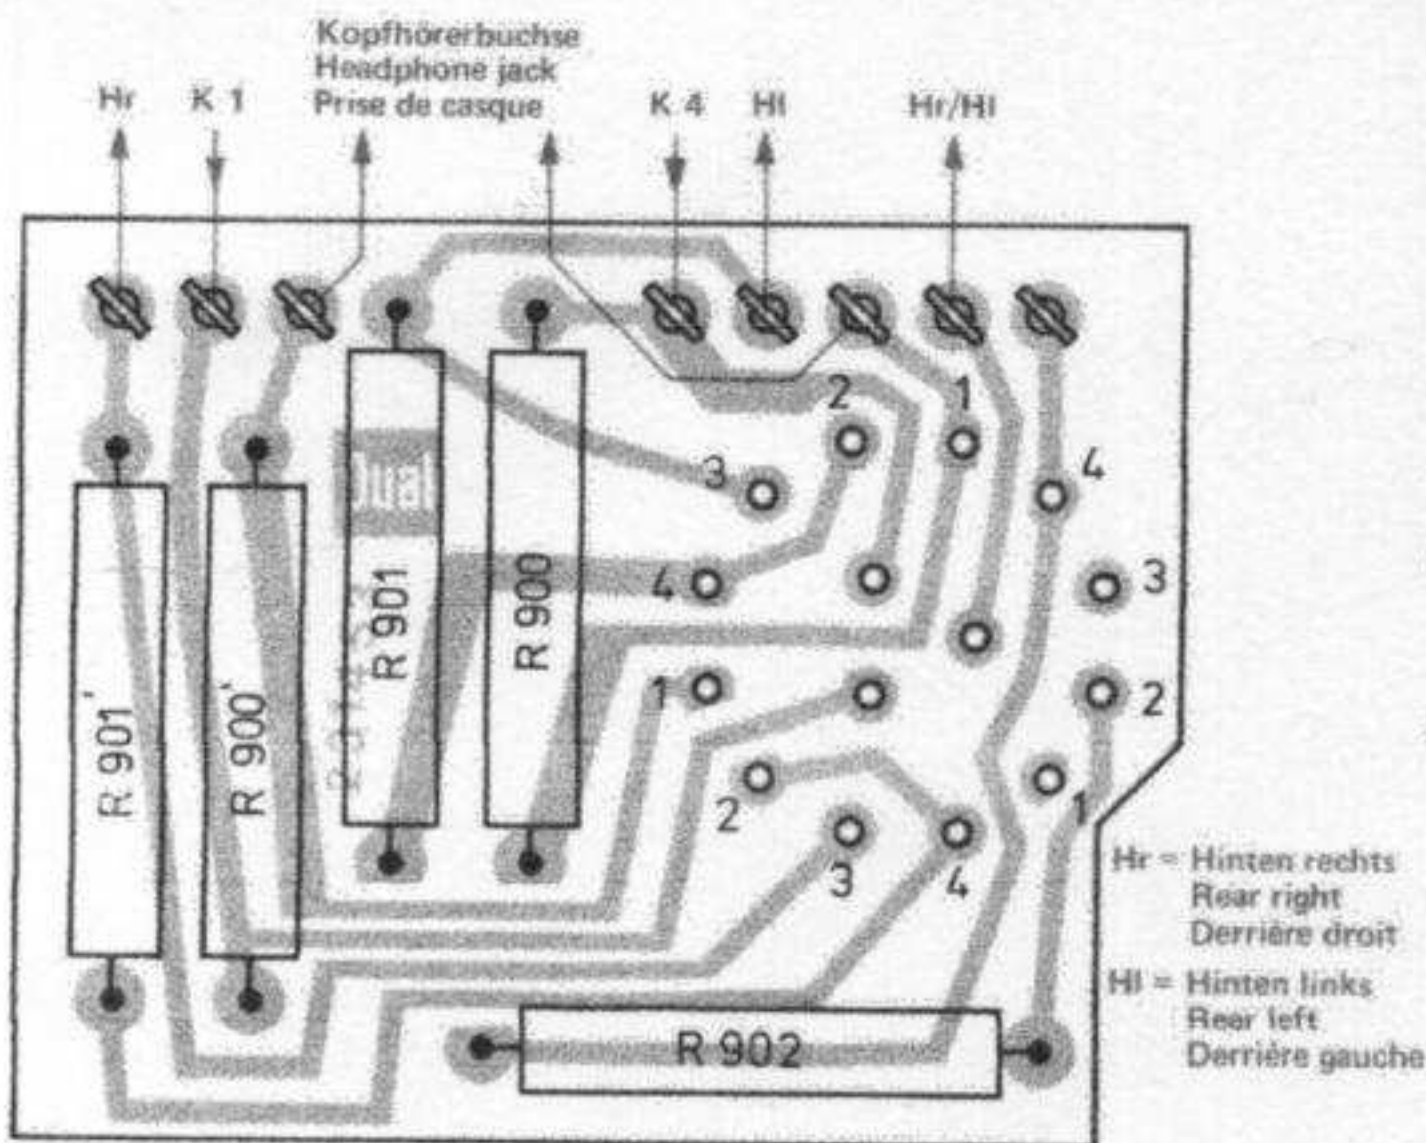 Kopfhörerbuchse
Headphone jack
Prise de casque
Hr
K 1
K 4
Hl
Hr/Hl
2
1
3
4
4
3
1
2
2
1
3
4
Dual
R 901
R 900
R 901'
R 900'
R 902
Hr = Hinten rechts
Rear right
Derrière droit
Hl = Hinten links
Rear left
Derrière gauche